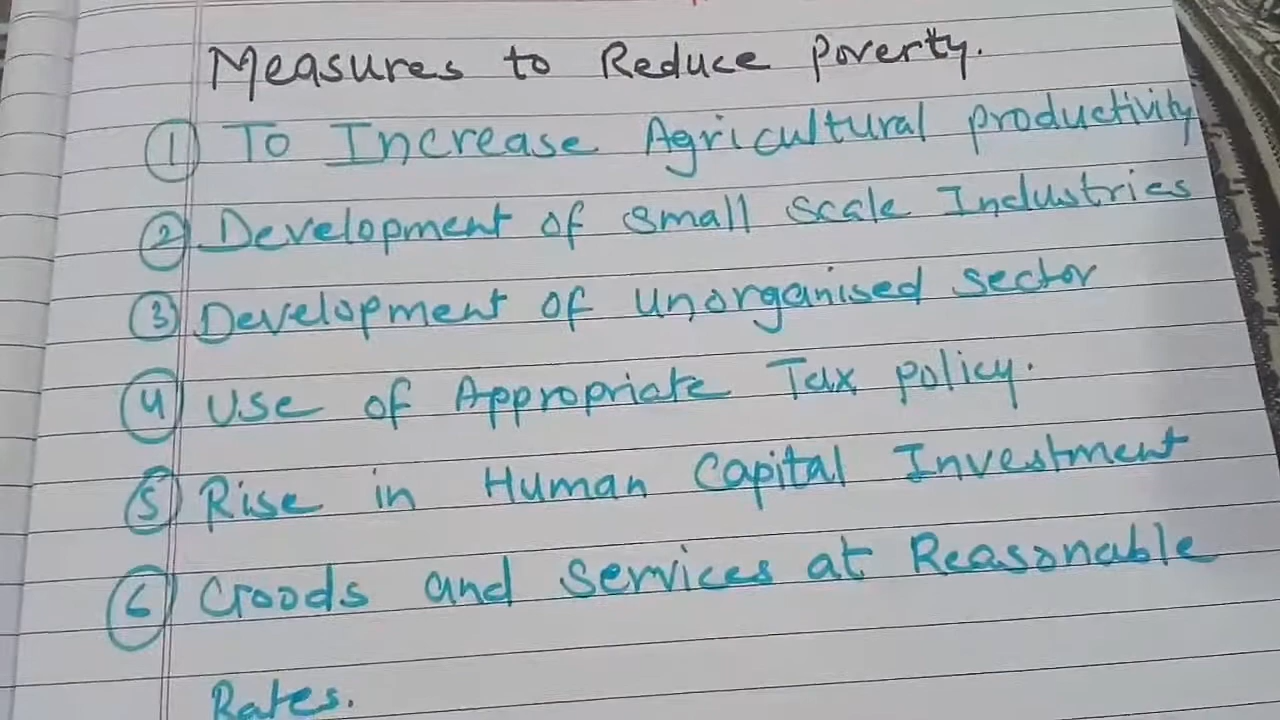 Measures to Reduce Poverty.
① To Increase Agricultural productivity
② Development of small scale Industries
③ Development of unorganised sector
④ Use of Appropriate Tax policy.
⑤ Rise in Human Capital Investment
⑥ Goods and services at Reasonable
Rates.